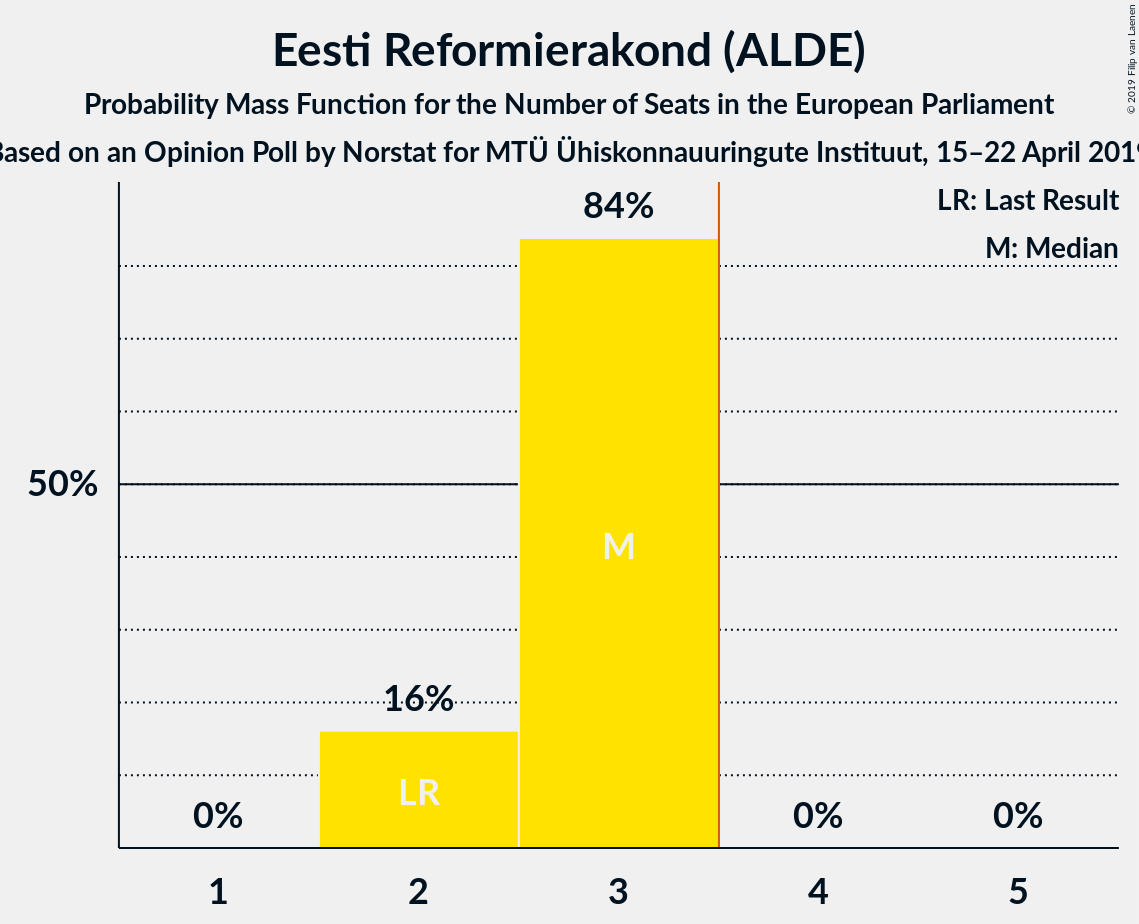 Eesti Reformierakond (ALDE)
Probability Mass Function for the Number of Seats in the European Parliament
Based on an Opinion Poll by Norstat for MTÜ Ühiskonnauuringute Instituut, 15–22 April 2019
© 2019 Filip van Laenen
LR: Last Result
M: Median
84%
50%
M
16%
LR
0%
0%
0%
1
2
3
4
5